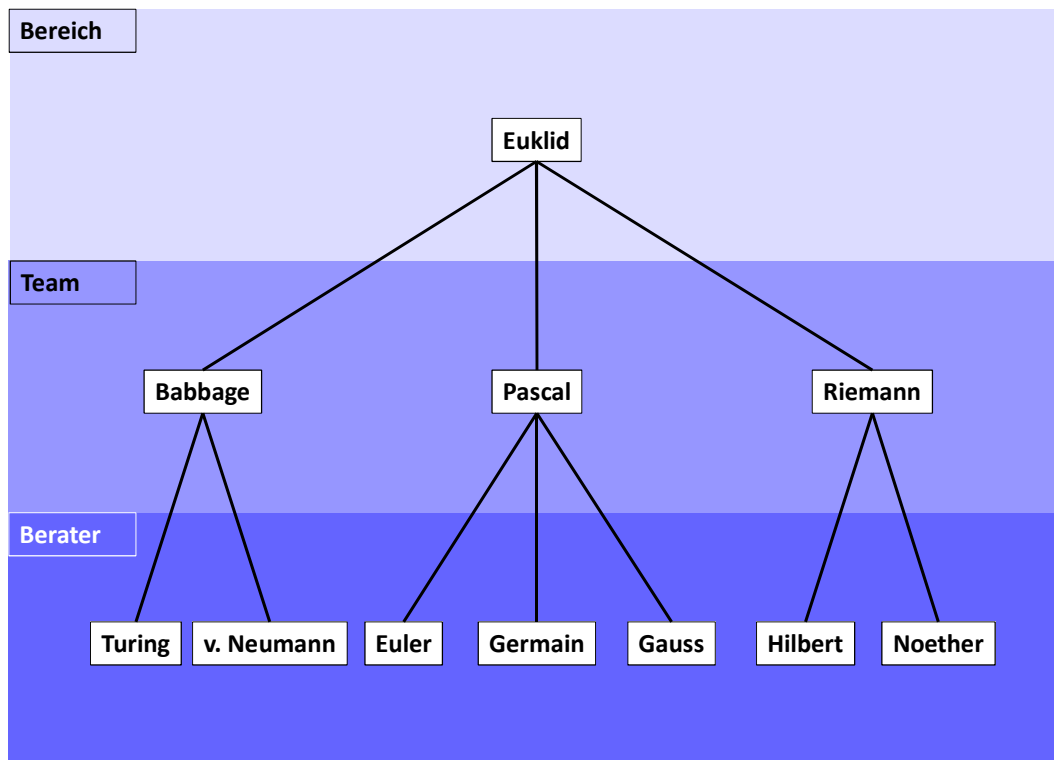 Bereich
Euklid
Team
Babbage
Pascal
Riemann
Berater
Turing
v. Neumann
Euler
Germain
Gauss
Hilbert
Noether